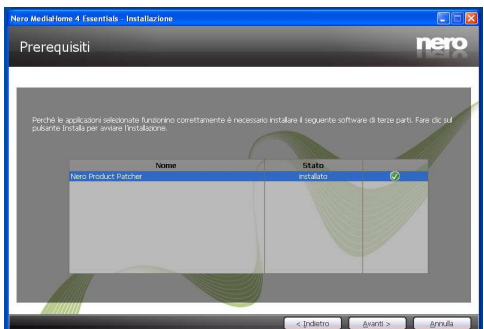 Nero MediaHome 4 Essentials - Installazione
Prerequisiti
nero
Perché le applicazioni selezionate funzionino correttamente è necessario installare il seguente software di terze parti. Fare clic sul
pulsante Installa per avviare l'installazione.
Nome Stato
Nero Product Patcher installato
< Indietro Avanti > Annulla